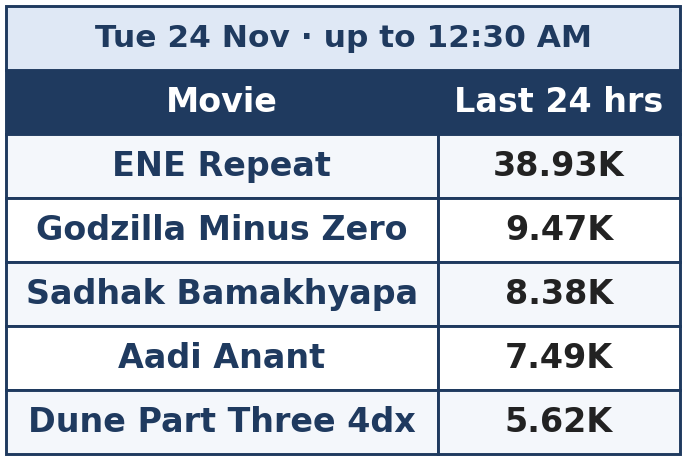 Tue 24 Nov · up to 12:30 AM
Movie Last 24 hrs
ENE Repeat 38.93K
Godzilla Minus Zero 9.47K
Sadhak Bamakhyapa 8.38K
Aadi Anant 7.49K
Dune Part Three 4dx 5.62K